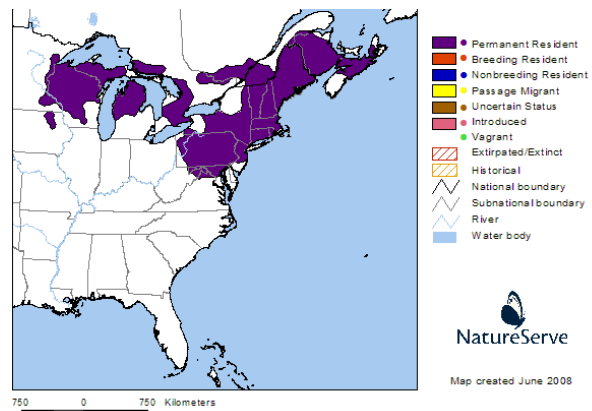 Permanent Resident
Breeding Resident
Nonbreeding Resident
Passage Migrant
Uncertain Status
Introduced
Vagrant
Extirpated/Extinct
Historical
National boundary
Subnational boundary
River
Water body
NatureServe
Map created June 2008
750 0 750 Kilometers